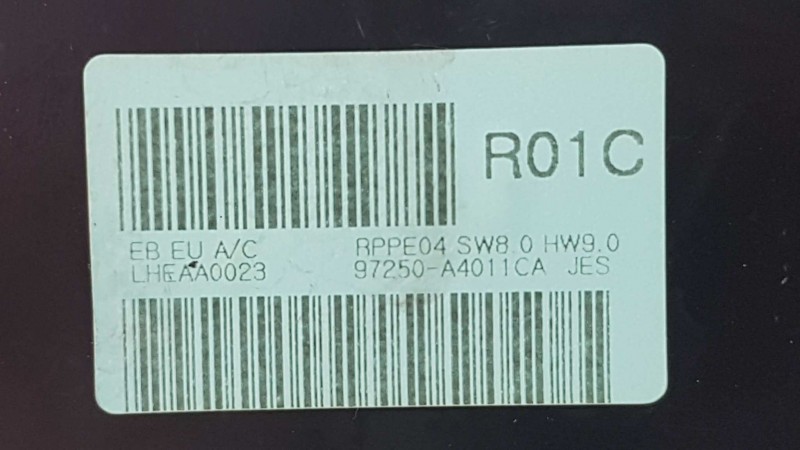 R01C
EB EU A/C RPPE04 SW8.0 HW9.0
LHEAA0023 97250-A4011CA JES